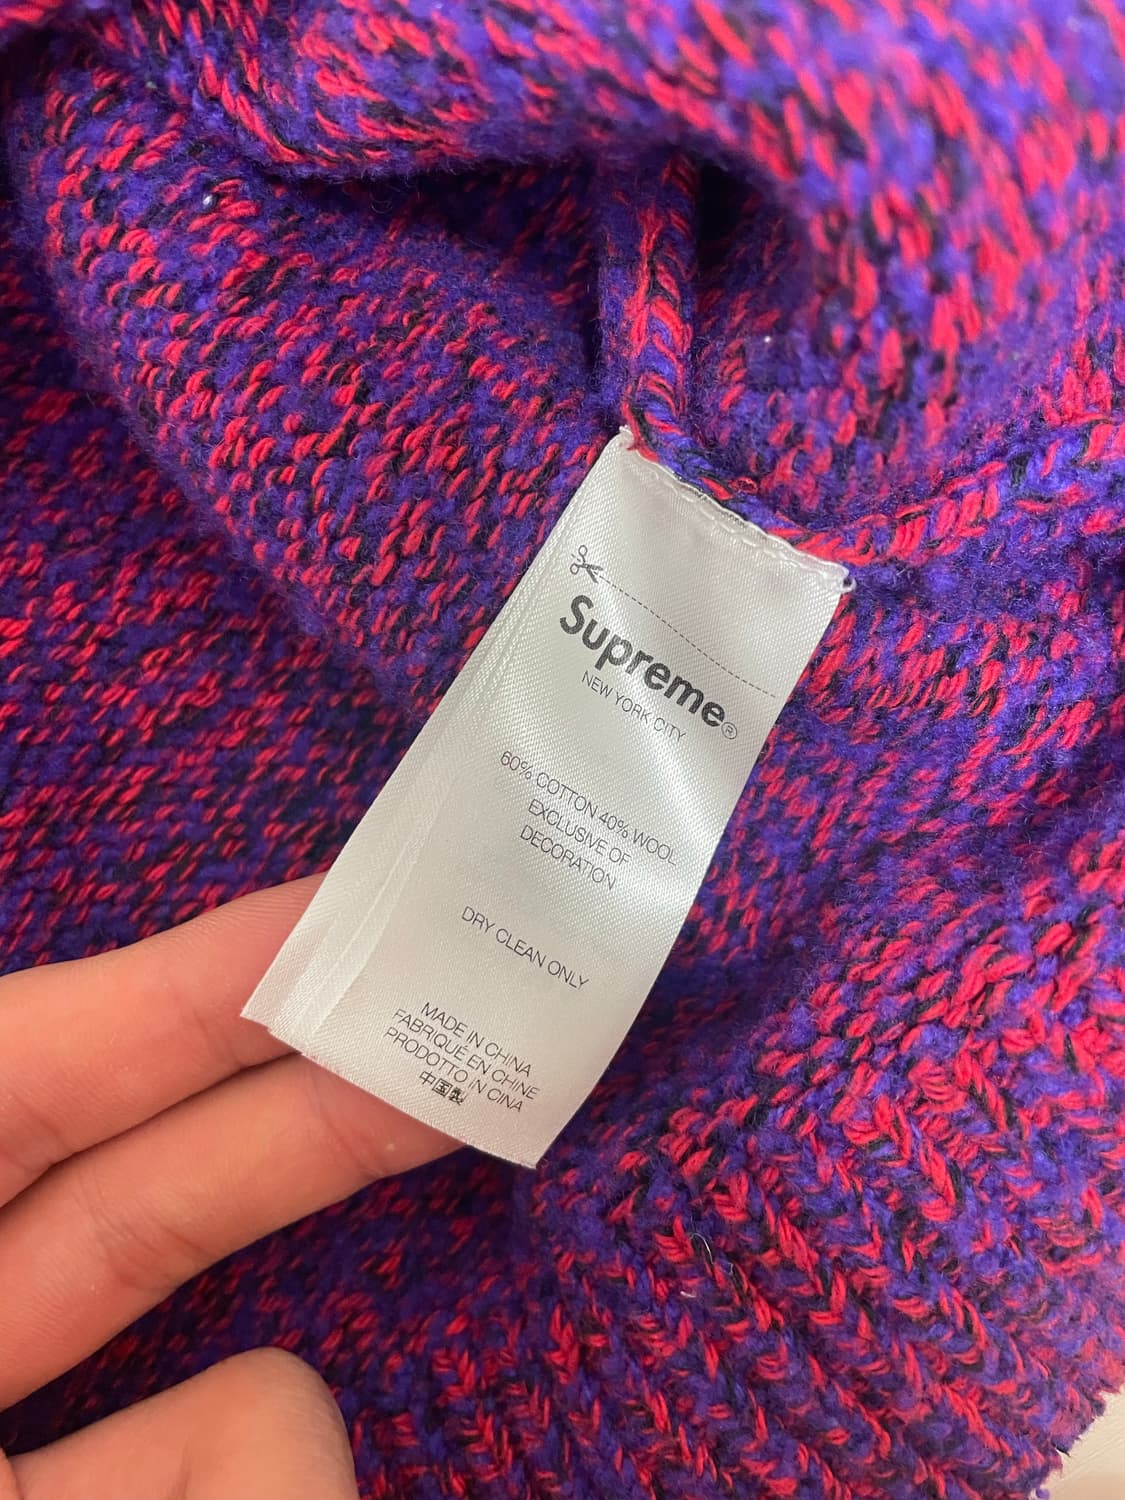 Supreme®
NEW YORK CITY
60% COTTON 40% WOOL
EXCLUSIVE OF
DECORATION
DRY CLEAN ONLY
MADE IN CHINA
FABRIQUÉ EN CHINE
PRODOTTO IN CINA
中国製